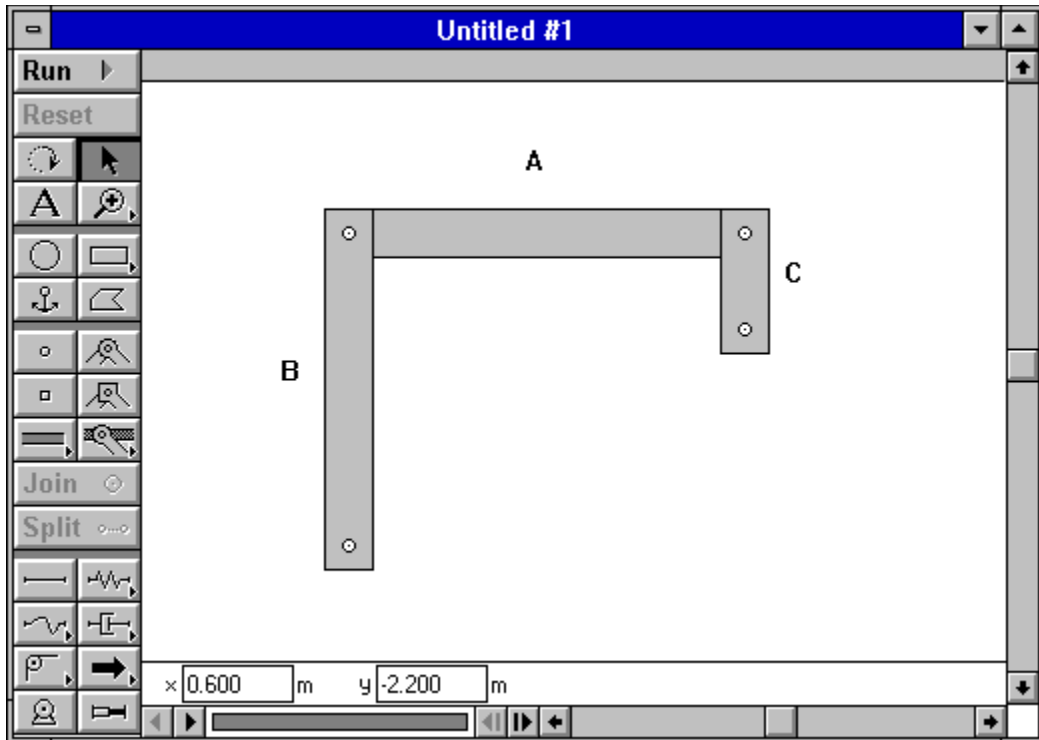 Untitled #1
Run
Reset
A
A
C
B
Join
Split
x 0.600 m y -2.200 m